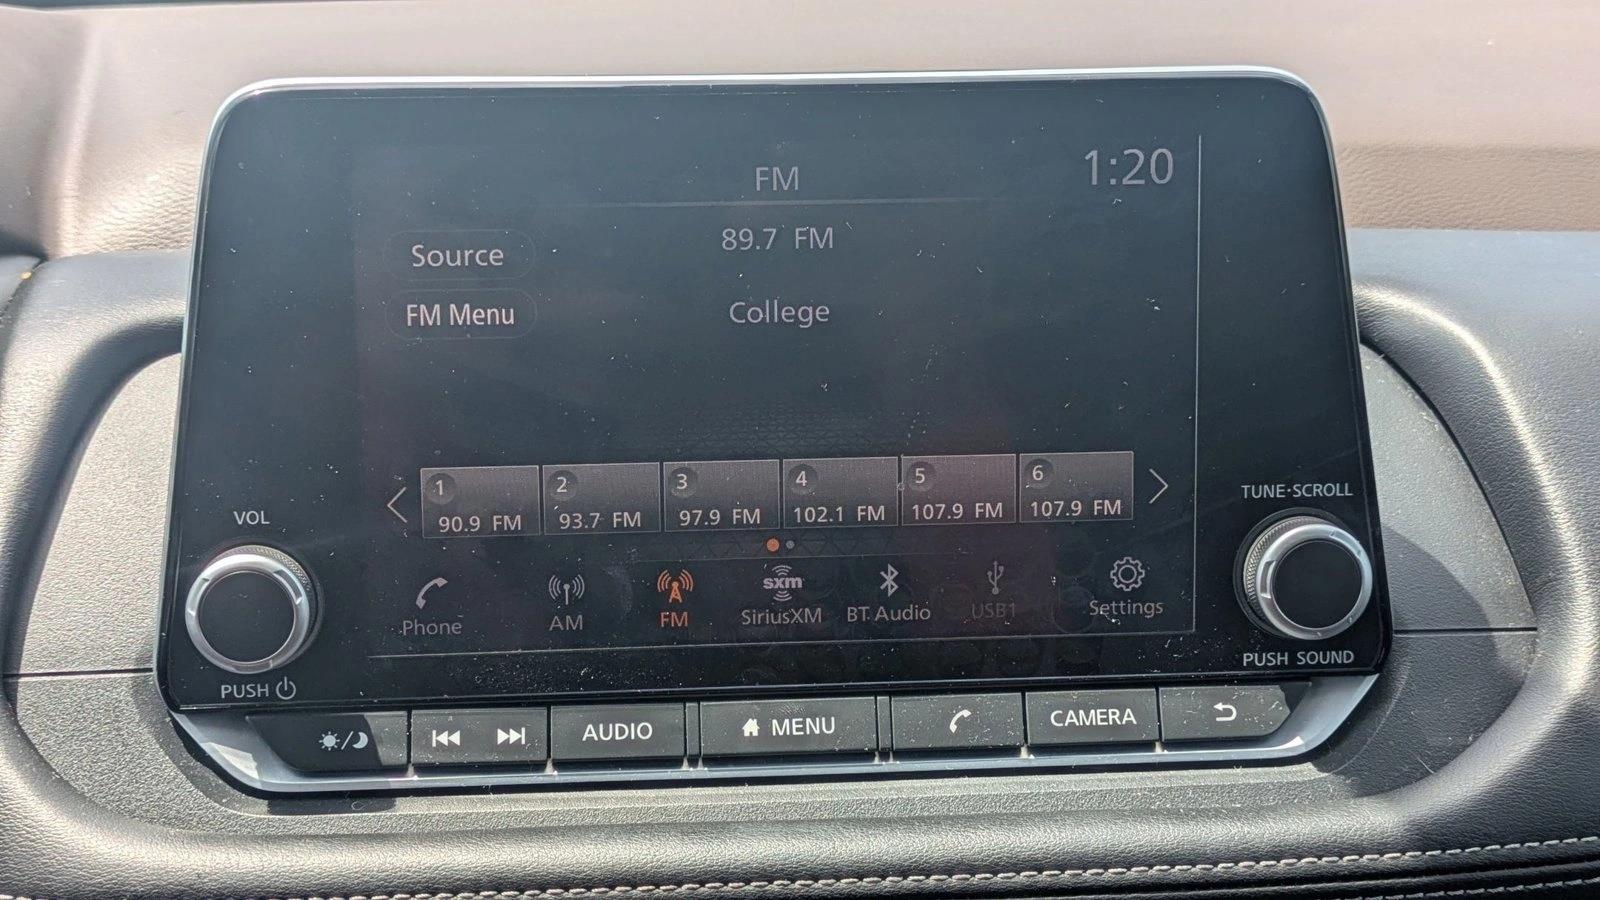 FM
1:20
89.7 FM
Source
FM Menu
College
1
2
3
4
5
6
90.9 FM
93.7 FM
97.9 FM
102.1 FM
107.9 FM
107.9 FM
VOL
TUNE·SCROLL
sxm
Phone
AM
FM
SiriusXM
BT Audio
USB1
Settings
PUSH
PUSH SOUND
AUDIO
MENU
CAMERA